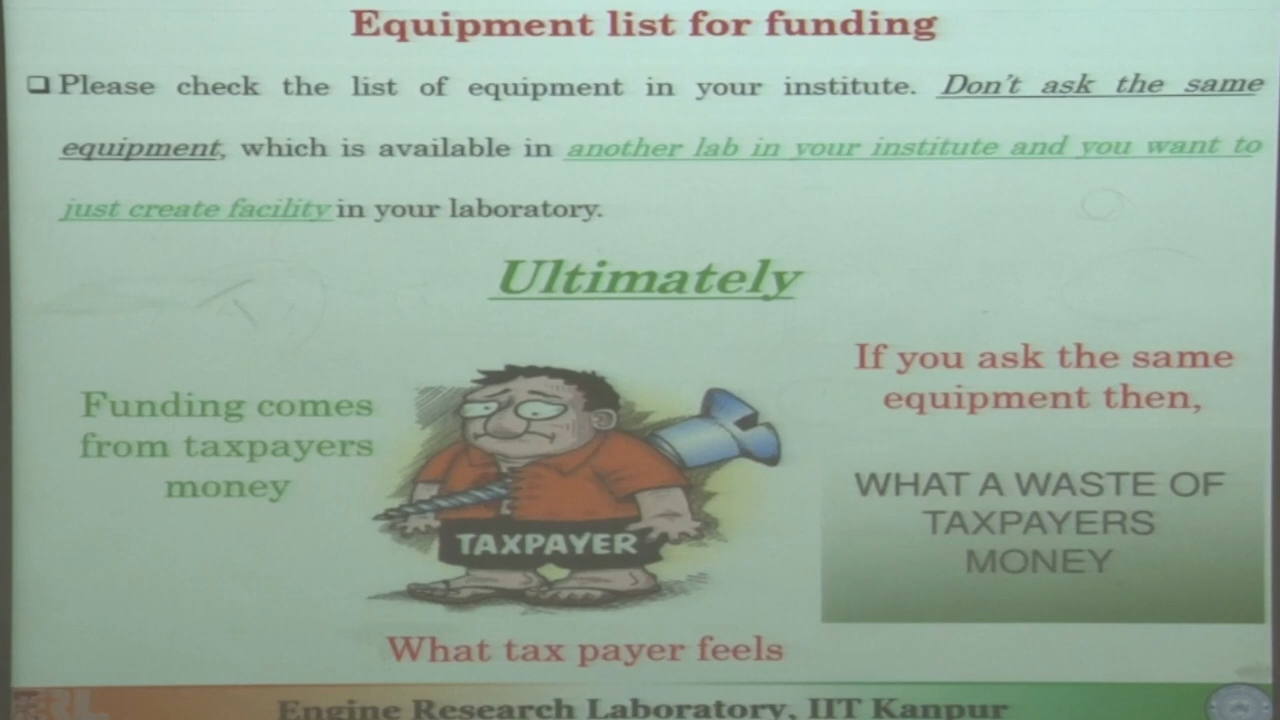 Equipment list for funding
❑ Please check the list of equipment in your institute. Don't ask the same
equipment, which is available in another lab in your institute and you want to
just create facility in your laboratory.
Ultimately
Funding comes
from taxpayers
money
TAXPAYER
What tax payer feels
If you ask the same
equipment then,
WHAT A WASTE OF
TAXPAYERS
MONEY
Engine Research Laboratory, IIT Kanpur